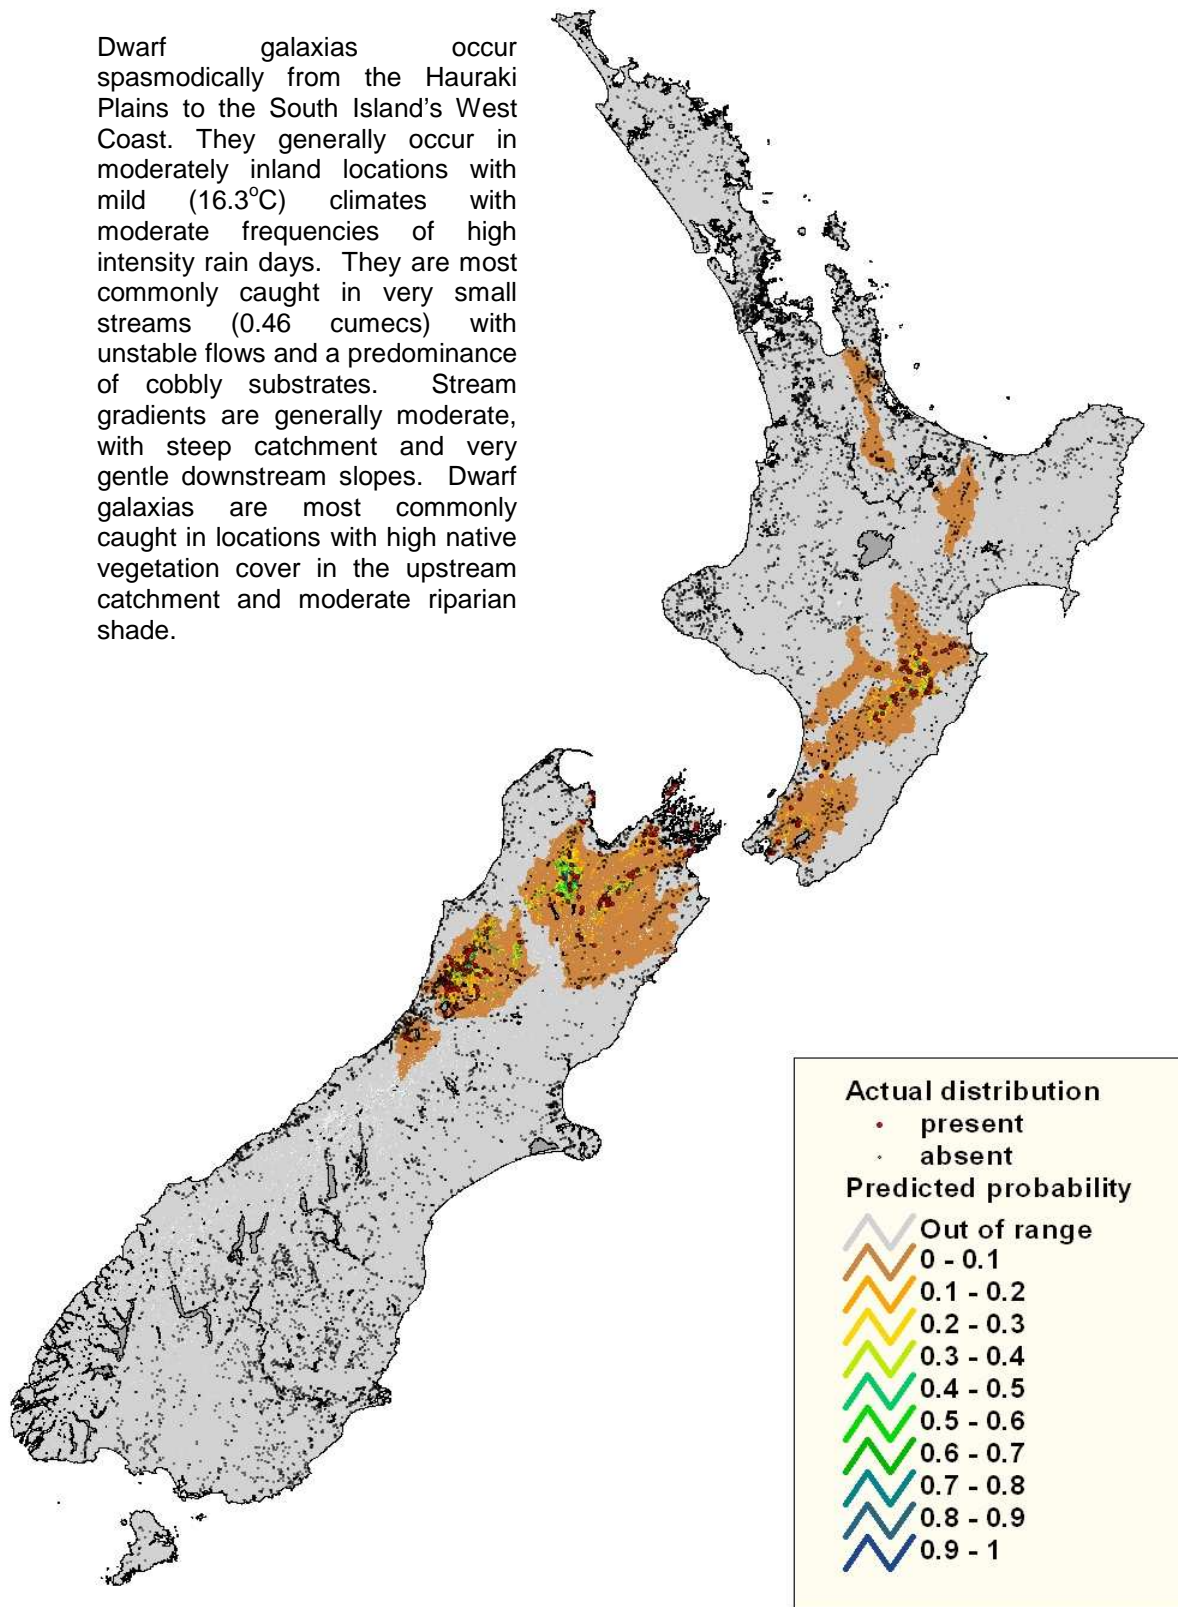 Dwarf galaxias occur
spasmodically from the Hauraki
Plains to the South Island's West
Coast. They generally occur in
moderately inland locations with
mild (16.3°C) climates with
moderate frequencies of high
intensity rain days. They are most
commonly caught in very small
streams (0.46 cumecs) with
unstable flows and a predominance
of cobbly substrates. Stream
gradients are generally moderate,
with steep catchment and very
gentle downstream slopes. Dwarf
galaxias are most commonly
caught in locations with high native
vegetation cover in the upstream
catchment and moderate riparian
shade.
Actual distribution
present
absent
Predicted probability
Out of range
0 - 0.1
0.1 - 0.2
0.2 - 0.3
0.3 - 0.4
0.4 - 0.5
0.5 - 0.6
0.6 - 0.7
0.7 - 0.8
0.8 - 0.9
0.9 - 1